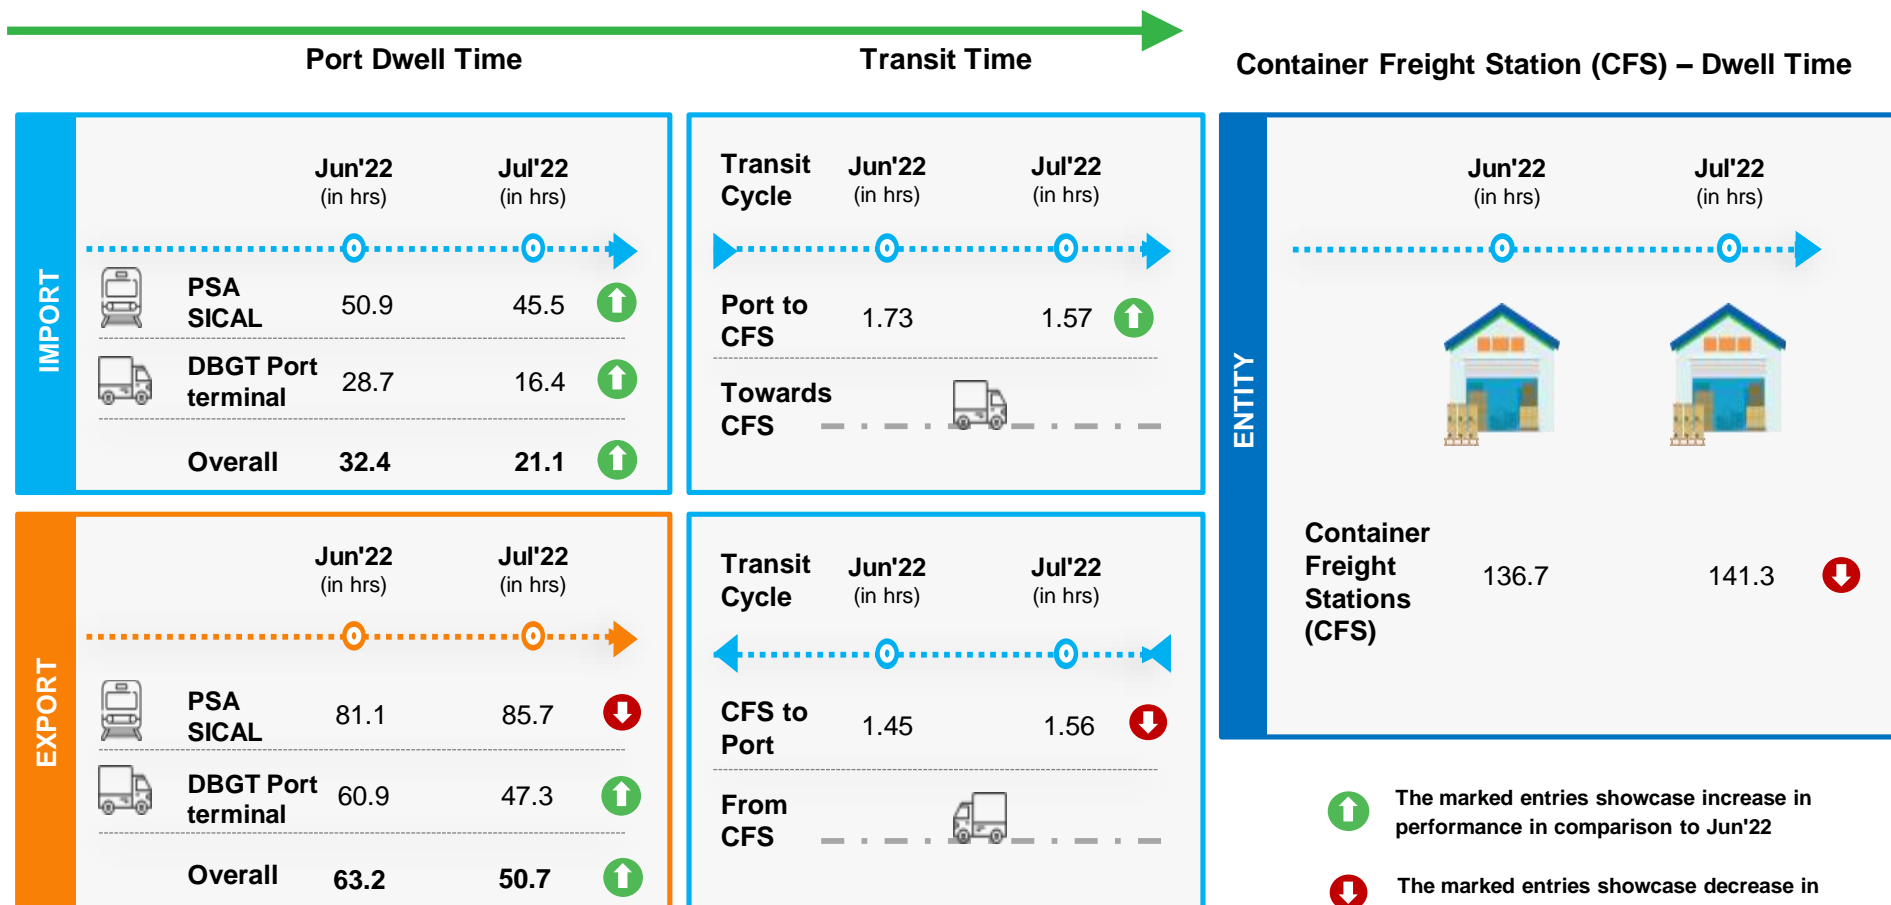 Port Dwell Time
Transit Time
Container Freight Station (CFS) – Dwell Time
IMPORT
Jun'22
(in hrs)
Jul'22
(in hrs)
PSA
SICAL
50.9
45.5
DBGT Port
terminal
28.7
16.4
Overall
32.4
21.1
Transit
Cycle
Jun'22
(in hrs)
Jul'22
(in hrs)
Port to
CFS
1.73
1.57
Towards
CFS
ENTITY
Jun'22
(in hrs)
Jul'22
(in hrs)
Container
Freight
Stations
(CFS)
136.7
141.3
EXPORT
Jun'22
(in hrs)
Jul'22
(in hrs)
PSA
SICAL
81.1
85.7
DBGT Port
terminal
60.9
47.3
Overall
63.2
50.7
Transit
Cycle
Jun'22
(in hrs)
Jul'22
(in hrs)
CFS to
Port
1.45
1.56
From
CFS
The marked entries showcase increase in
performance in comparison to Jun'22
The marked entries showcase decrease in